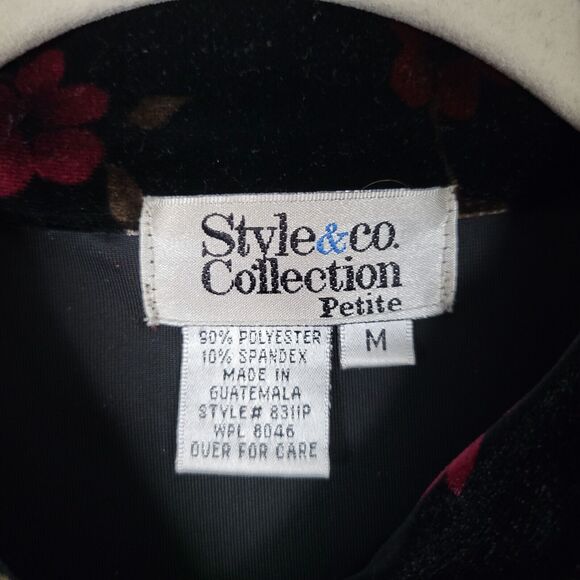 Style&co.
Collection
Petite
M
90% POLYESTER
10% SPANDEX
MADE IN
GUATEMALA
STYLE# 8311P
WPL 8046
OVER FOR CARE